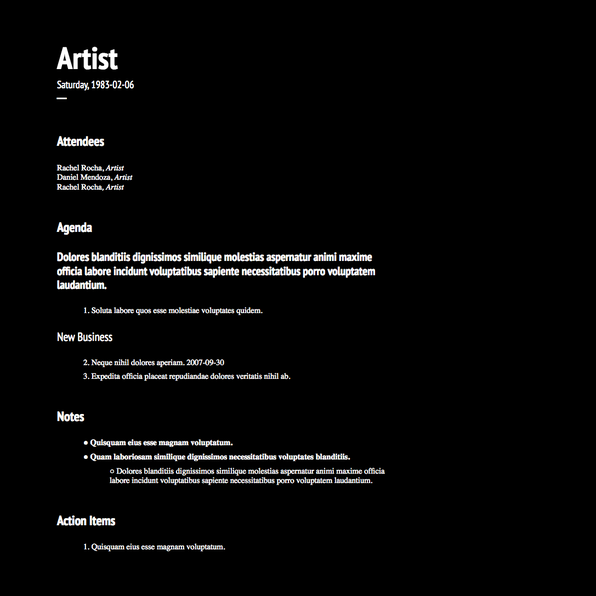 Artist
Saturday, 1983-02-06
Attendees
Rachel Rocha, Artist
Daniel Mendoza, Artist
Rachel Rocha, Artist
Agenda
Dolores blanditiis dignissimos similique molestias aspernatur animi maxime
officia labore incidunt voluptatibus sapiente necessitatibus porro voluptatem
laudantium.
1. Soluta labore quos esse molestiae voluptates quidem.
New Business
2. Neque nihil dolores aperiam. 2007-09-30
3. Expedita officia placeat repudiandae dolores veritatis nihil ab.
Notes
● Quisquam eius esse magnam voluptatum.
● Quam laboriosam similique dignissimos necessitatibus voluptates blanditiis.
○ Dolores blanditiis dignissimos similique molestias aspernatur animi maxime officia
labore incidunt voluptatibus sapiente necessitatibus porro voluptatem laudantium.
Action Items
1. Quisquam eius esse magnam voluptatum.